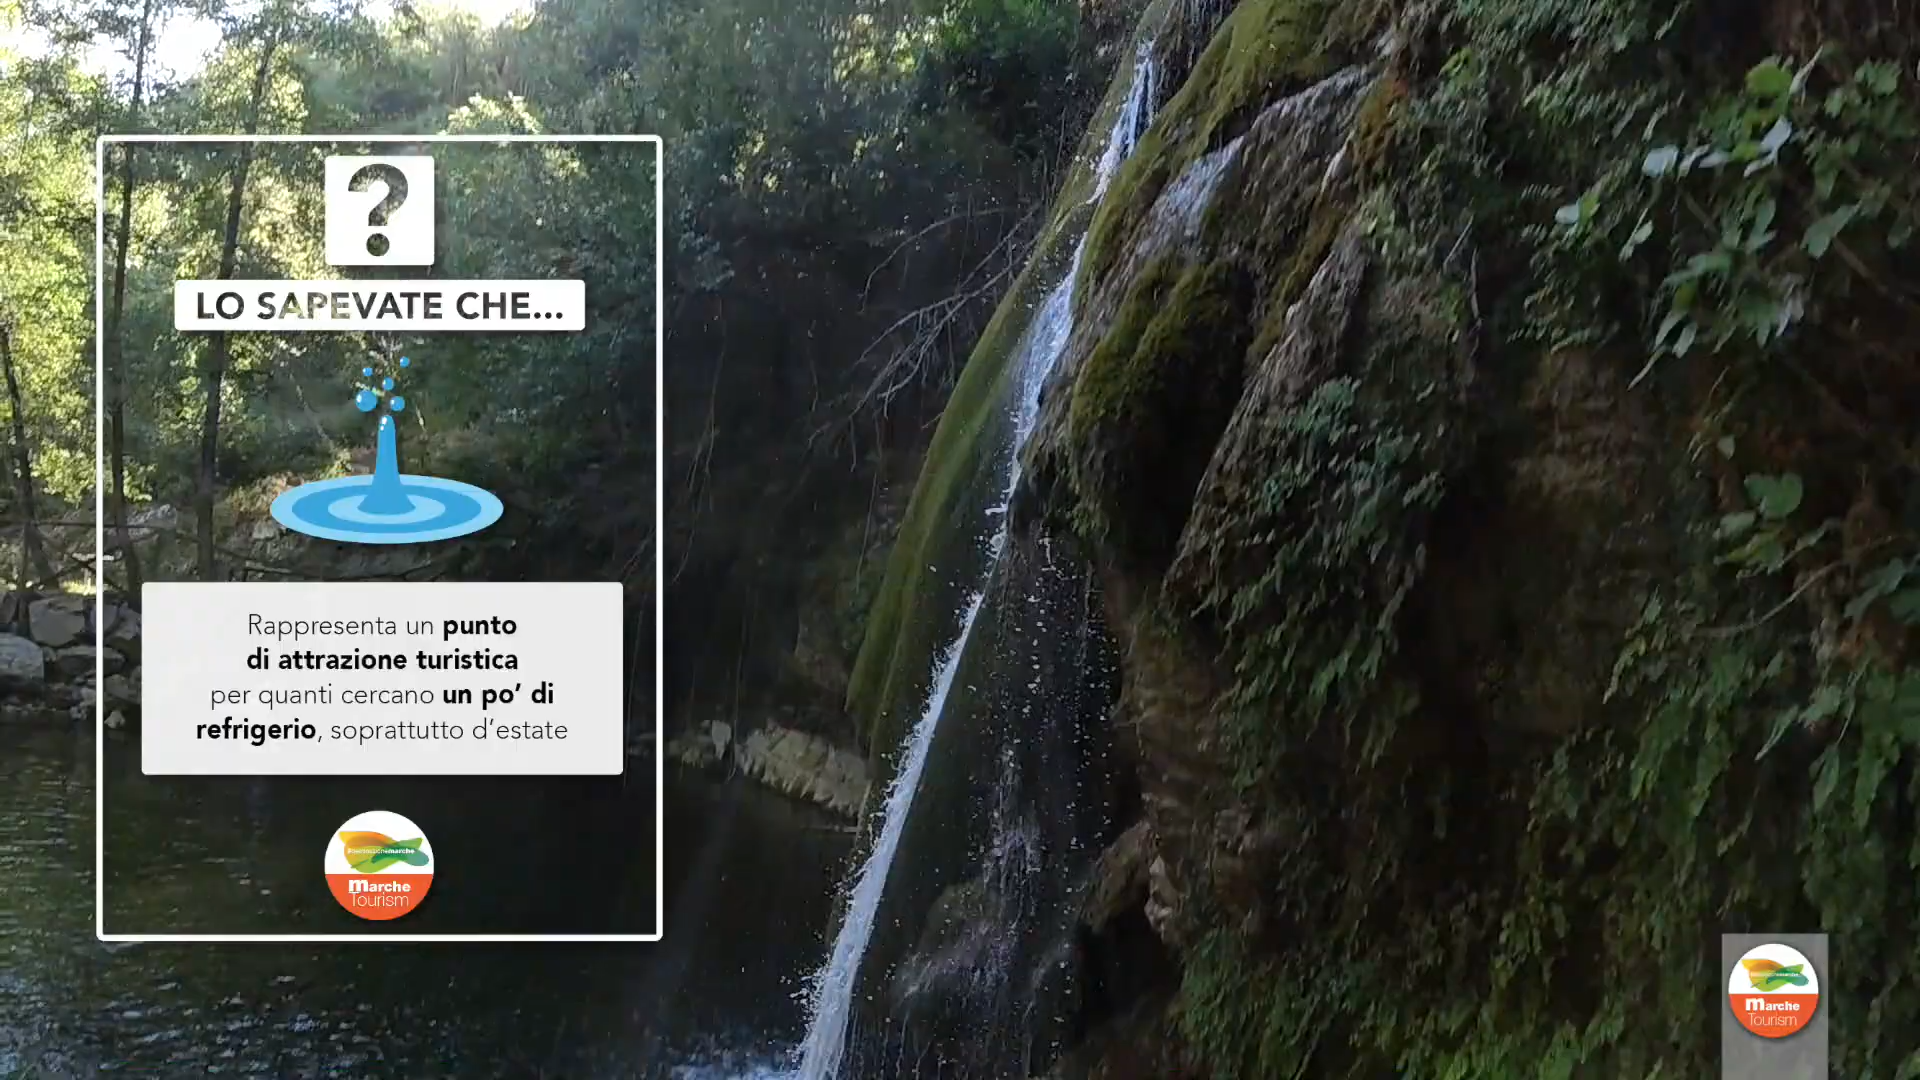 ?
LO SAPEVATE CHE...
Rappresenta un punto
di attrazione turistica
per quanti cercano un po' di
refrigerio, soprattutto d'estate
marche
Tourism
marche
Tourism